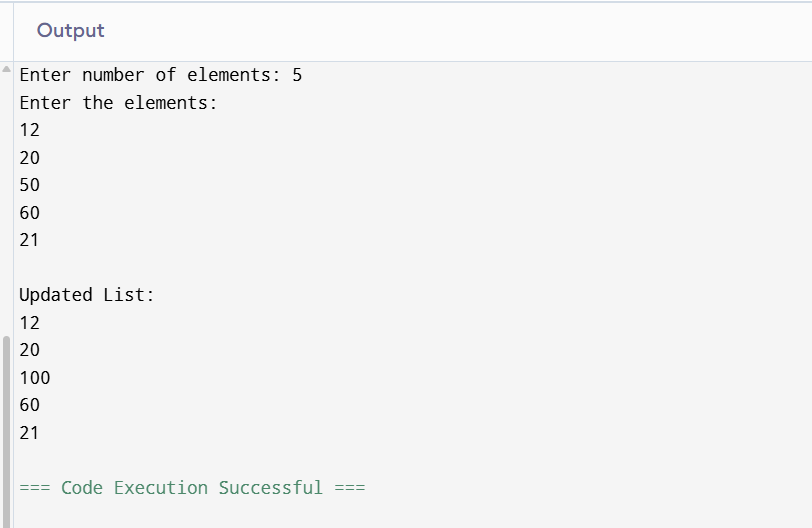 Output
Enter number of elements: 5
Enter the elements:
12
20
50
60
21
Updated List:
12
20
100
60
21
=== Code Execution Successful ===